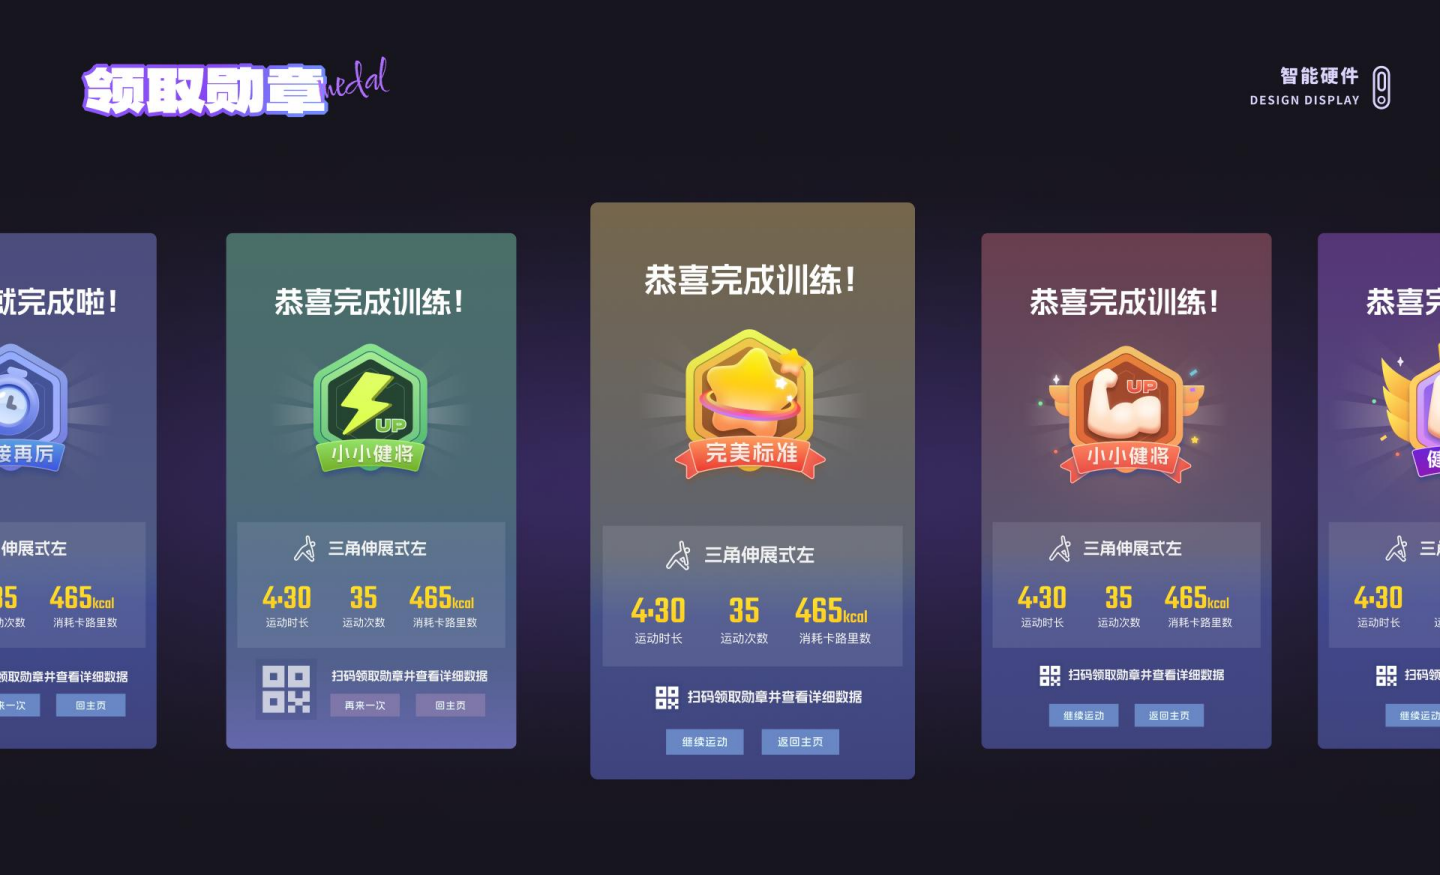 领取勋章
medal
智能硬件
DESIGN DISPLAY
就完成啦!
接再厉
伸展式左
35 465kcal
动次数 消耗卡路里数
领取勋章并查看详细数据
来一次 回主页
恭喜完成训练!
UP
小小健将
三角伸展式左
4·30 35 465kcal
运动时长 运动次数 消耗卡路里数
扫码领取勋章并查看详细数据
再来一次 回主页
恭喜完成训练!
完美标准
三角伸展式左
4·30 35 465kcal
运动时长 运动次数 消耗卡路里数
扫码领取勋章并查看详细数据
继续运动 返回主页
恭喜完成训练!
UP
小小健将
三角伸展式左
4·30 35 465kcal
运动时长 运动次数 消耗卡路里数
扫码领取勋章并查看详细数据
继续运动 返回主页
恭喜完
健
三角
4·30
运动时长
扫码领
继续运动